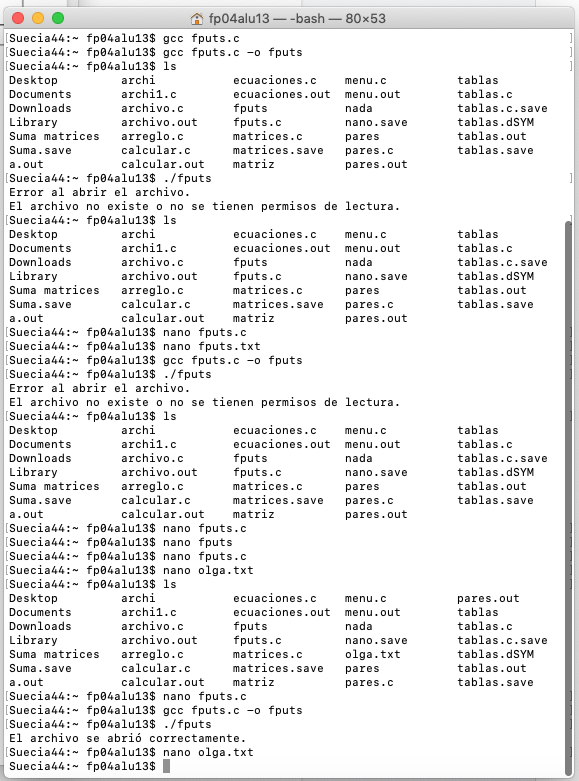 fp04alu13 — -bash — 80×53
[Suecia44:~ fp04alu13$ gcc fputs.c ]
[Suecia44:~ fp04alu13$ gcc fputs.c -o fputs ]
[Suecia44:~ fp04alu13$ ls ]
Desktop archi ecuaciones.c menu.c tablas
Documents archi1.c ecuaciones.out menu.out tablas.c
Downloads archivo.c fputs nada tablas.c.save
Library archivo.out fputs.c nano.save tablas.dSYM
Suma matrices arreglo.c matrices.c pares tablas.out
Suma.save calcular.c matrices.save pares.c tablas.save
a.out calcular.out matriz pares.out
[Suecia44:~ fp04alu13$ ./fputs ]
Error al abrir el archivo.
El archivo no existe o no se tienen permisos de lectura.
[Suecia44:~ fp04alu13$ ls ]
Desktop archi ecuaciones.c menu.c tablas
Documents archi1.c ecuaciones.out menu.out tablas.c
Downloads archivo.c fputs nada tablas.c.save
Library archivo.out fputs.c nano.save tablas.dSYM
Suma matrices arreglo.c matrices.c pares tablas.out
Suma.save calcular.c matrices.save pares.c tablas.save
a.out calcular.out matriz pares.out
[Suecia44:~ fp04alu13$ nano fputs.c ]
[Suecia44:~ fp04alu13$ nano fputs.txt ]
[Suecia44:~ fp04alu13$ gcc fputs.c -o fputs ]
[Suecia44:~ fp04alu13$ ./fputs ]
Error al abrir el archivo.
El archivo no existe o no se tienen permisos de lectura.
[Suecia44:~ fp04alu13$ ls ]
Desktop archi ecuaciones.c menu.c tablas
Documents archi1.c ecuaciones.out menu.out tablas.c
Downloads archivo.c fputs nada tablas.c.save
Library archivo.out fputs.c nano.save tablas.dSYM
Suma matrices arreglo.c matrices.c pares tablas.out
Suma.save calcular.c matrices.save pares.c tablas.save
a.out calcular.out matriz pares.out
[Suecia44:~ fp04alu13$ nano fputs.c ]
[Suecia44:~ fp04alu13$ nano fputs ]
[Suecia44:~ fp04alu13$ nano fputs.c ]
[Suecia44:~ fp04alu13$ nano olga.txt ]
[Suecia44:~ fp04alu13$ ls ]
Desktop archi ecuaciones.c menu.c pares.out
Documents archi1.c ecuaciones.out menu.out tablas
Downloads archivo.c fputs nada tablas.c
Library archivo.out fputs.c nano.save tablas.c.save
Suma matrices arreglo.c matrices.c olga.txt tablas.dSYM
Suma.save calcular.c matrices.save pares tablas.out
a.out calcular.out matriz pares.c tablas.save
[Suecia44:~ fp04alu13$ nano fputs.c ]
[Suecia44:~ fp04alu13$ gcc fputs.c -o fputs ]
[Suecia44:~ fp04alu13$ ./fputs ]
El archivo se abrió correctamente.
[Suecia44:~ fp04alu13$ nano olga.txt ]
Suecia44:~ fp04alu13$